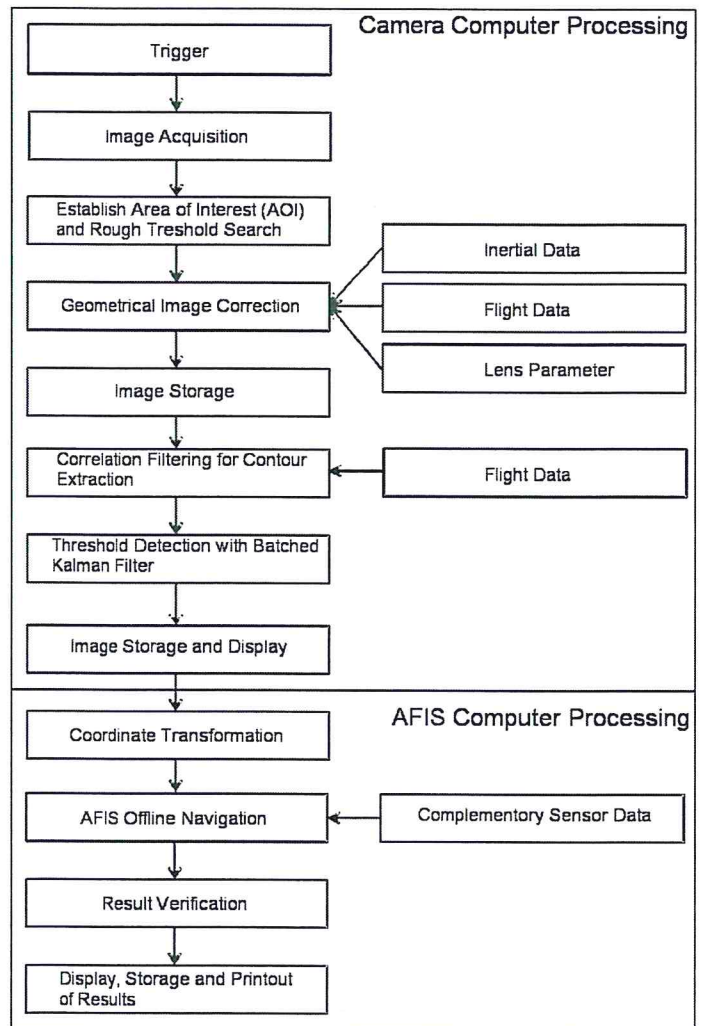 Camera Computer Processing
Trigger
Image Acquisition
Establish Area of Interest (AOI)
and Rough Treshold Search
Inertial Data
Geometrical Image Correction
Flight Data
Lens Parameter
Image Storage
Correlation Filtering for Contour
Extraction
Flight Data
Threshold Detection with Batched
Kalman Filter
Image Storage and Display
AFIS Computer Processing
Coordinate Transformation
AFIS Offline Navigation
Complementory Sensor Data
Result Verification
Display, Storage and Printout
of Results